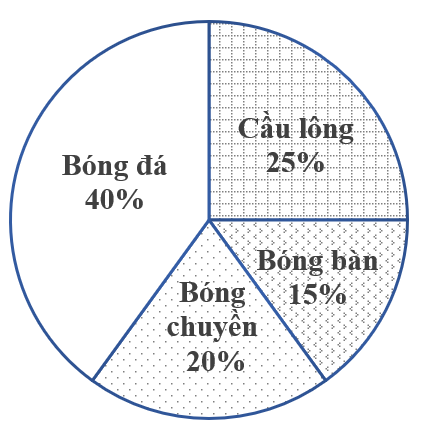 Cầu lông
25%
Bóng đá
40%
Bóng bàn
15%
Bóng
chuyền
20%